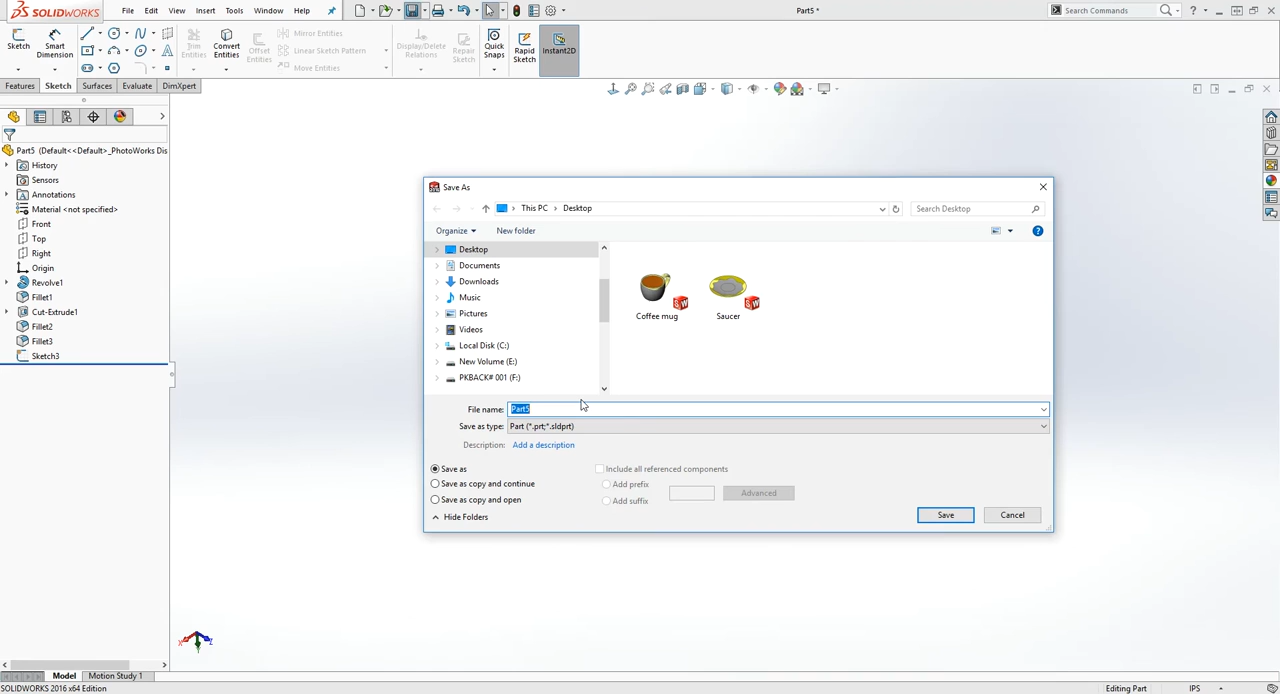 SOLIDWORKS File Edit View Insert Tools Window Help Part5 * Search Commands
Sketch Smart Dimension Trim Entities Convert Entities Offset Entities Mirror Entities Linear Sketch Pattern Move Entities Display/Delete Relations Repair Sketch Quick Snaps Rapid Sketch Instant2D
Features Sketch Surfaces Evaluate DimXpert
Part5 (Default<<Default>_PhotoWorks Dis
History
Sensors
Annotations
Material <not specified>
Front
Top
Right
Origin
Revolve1
Fillet1
Cut-Extrude1
Fillet2
Fillet3
Sketch3
Save As
This PC > Desktop Search Desktop
Organize New folder
Desktop
Documents
Downloads
Music
Pictures
Videos
Local Disk (C:)
New Volume (E:)
PKBACK# 001 (F:)
Coffee mug Saucer
File name: Part5
Save as type: Part (*.prt;*.sldprt)
Description: Add a description
Save as
Save as copy and continue
Save as copy and open
Include all referenced components
Add prefix
Add suffix
Advanced
Hide Folders
Save Cancel
X Z
Model Motion Study 1
SOLIDWORKS 2016 x64 Edition Editing Part IPS